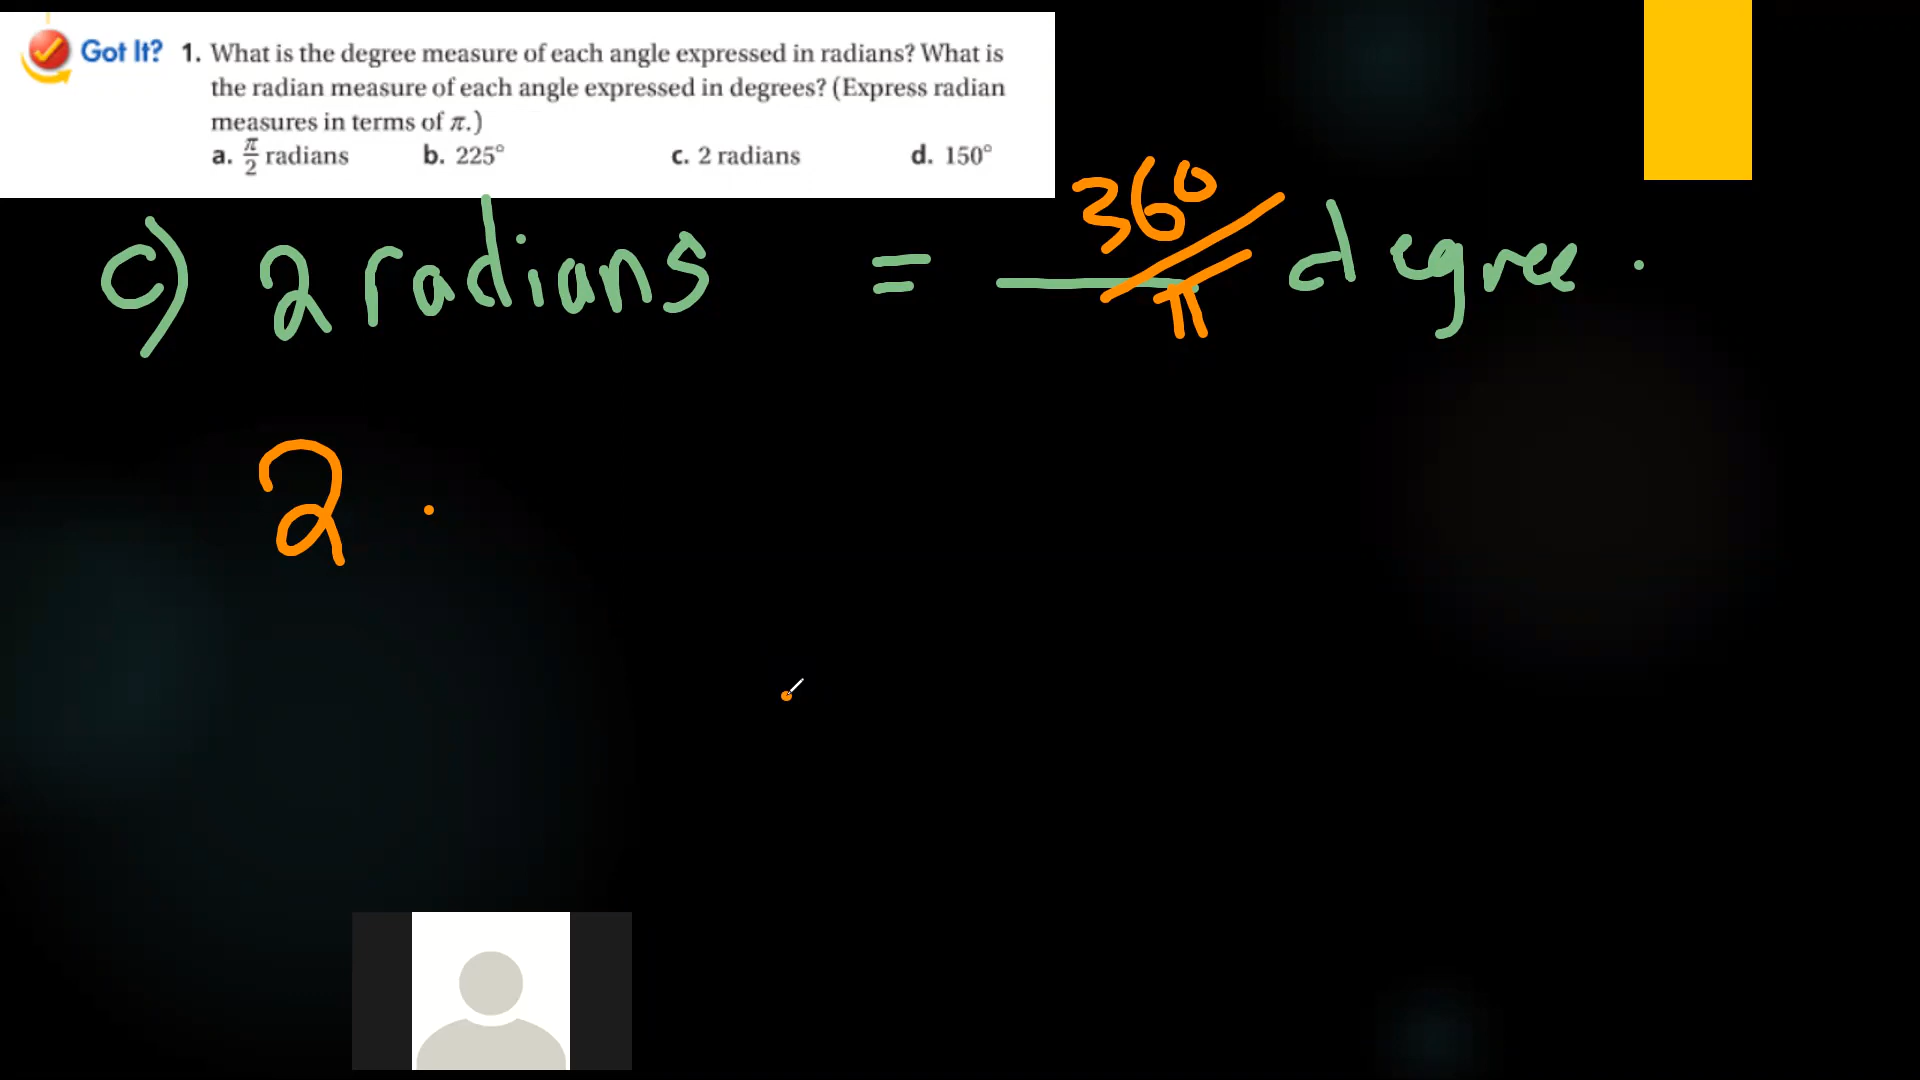 Got It? 1. What is the degree measure of each angle expressed in radians? What is
the radian measure of each angle expressed in degrees? (Express radian
measures in terms of π.)
a. π/2 radians b. 225° c. 2 radians d. 150°
c) 2 radians = 360/π degree.
2 ·